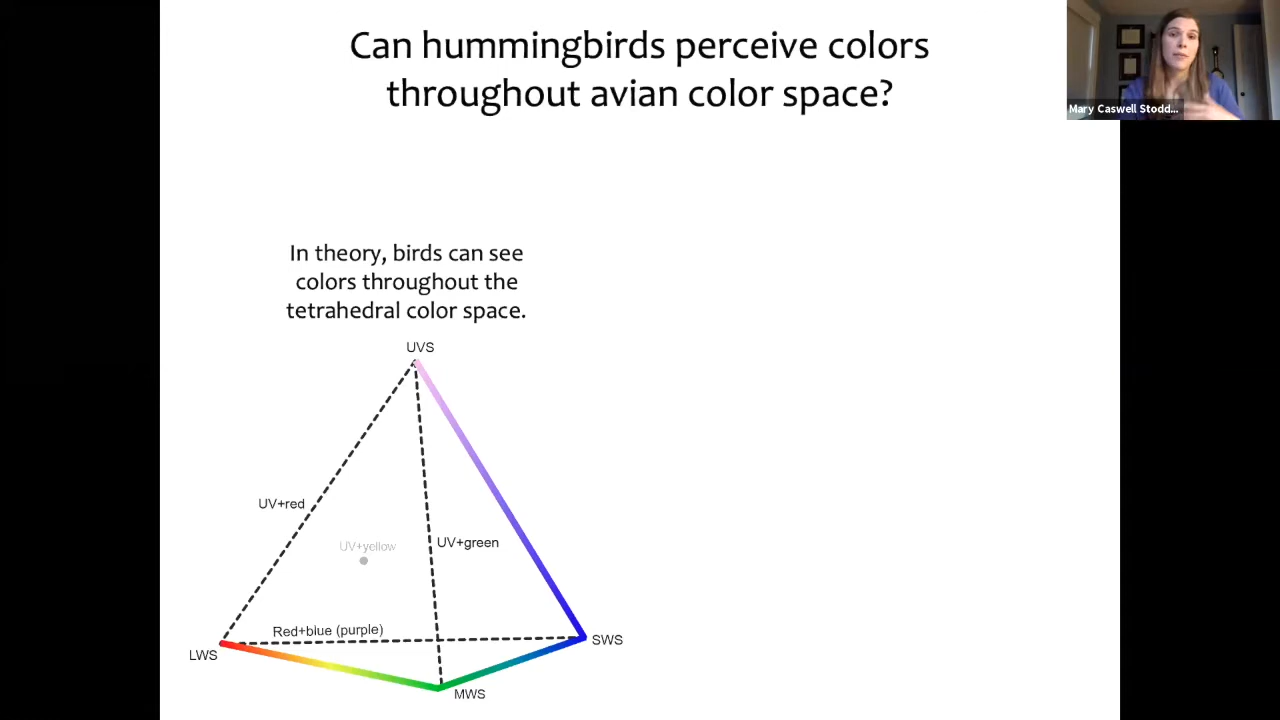 Can hummingbirds perceive colors
throughout avian color space?
Mary Caswell Stodd...
In theory, birds can see
colors throughout the
tetrahedral color space.
UVS
UV+red
UV+yellow
UV+green
Red+blue (purple)
SWS
LWS
MWS